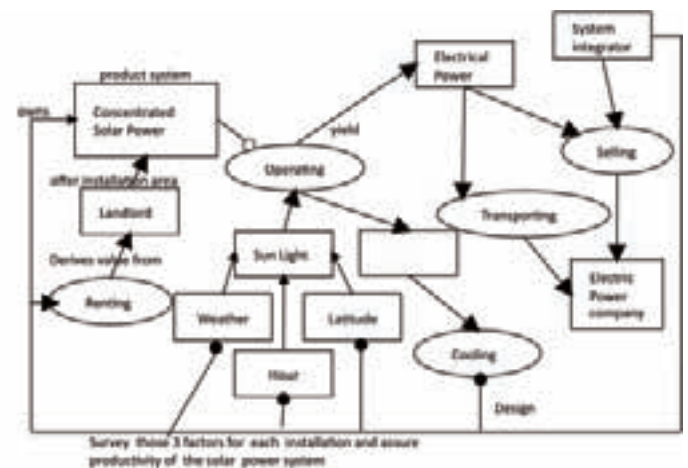 System
integrator
product system
Electrical
Power
owns
Concentrated
Solar Power
yield
Selling
Operating
after installation area
Landlord
Transporting
Derives value from
Sun Light
Electric
Power
company
Renting
Weather
Latitude
Cooling
Hour
Design
Survey those 3 factors for each installation and assure
productivity of the solar power system